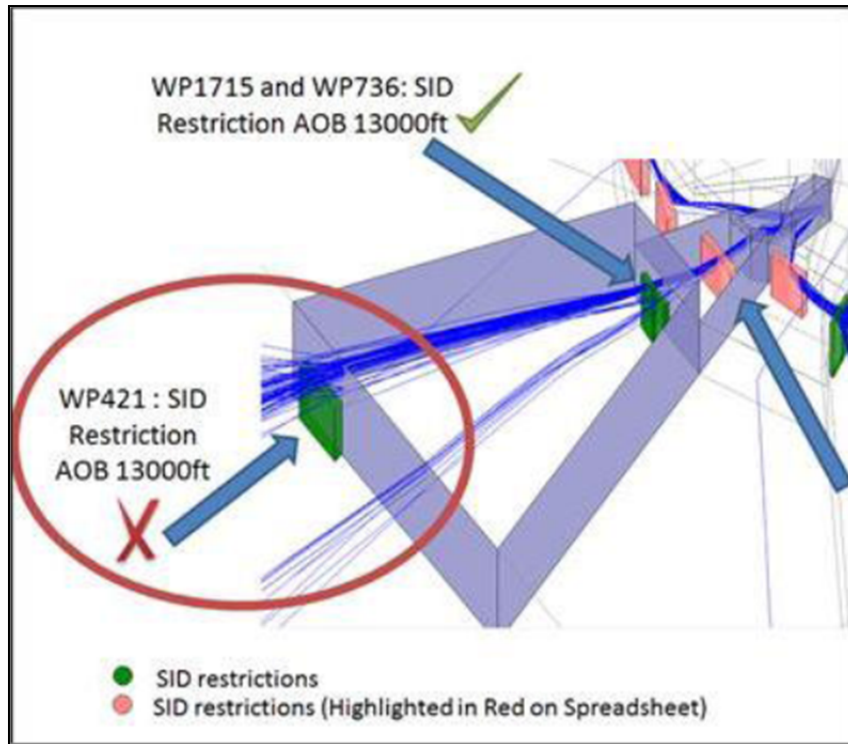 WP1715 and WP736: SID
Restriction AOB 13000ft
WP421 : SID
Restriction
AOB 13000ft
SID restrictions
SID restrictions (Highlighted in Red on Spreadsheet)